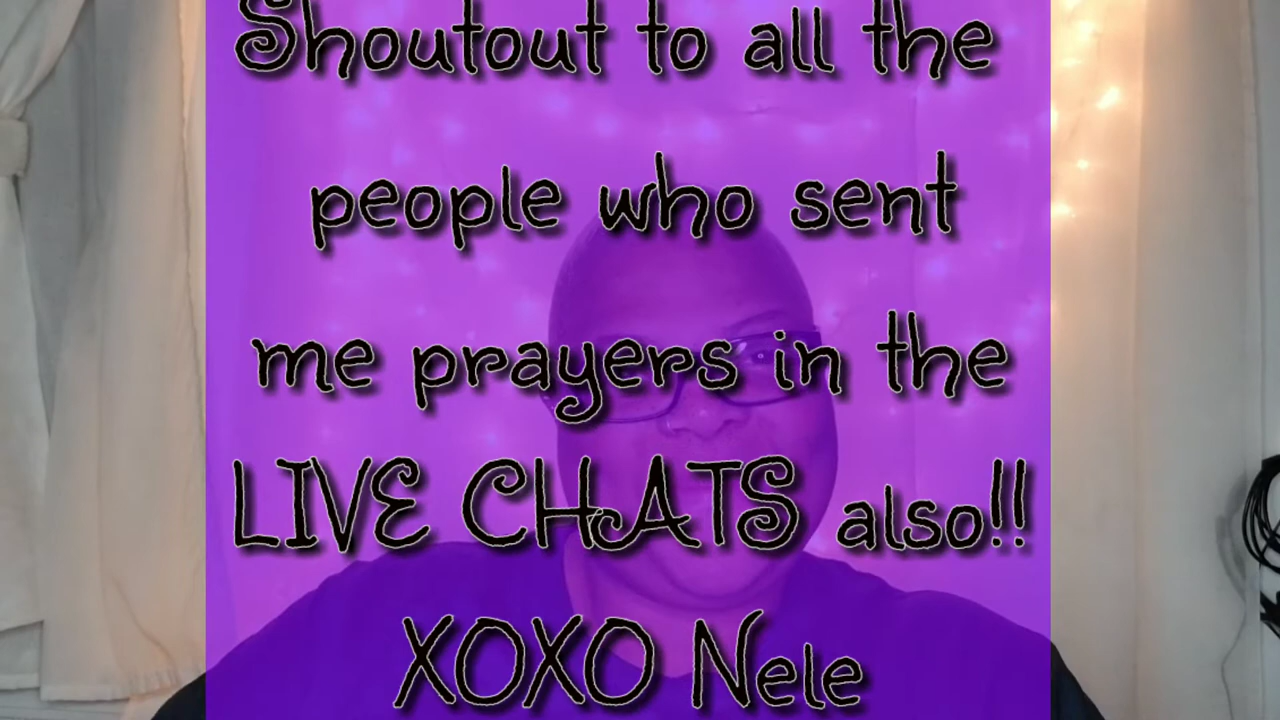 Shoutout to all the
people who sent
me prayers in the
LIVE CHATS also!!
XOXO Nele